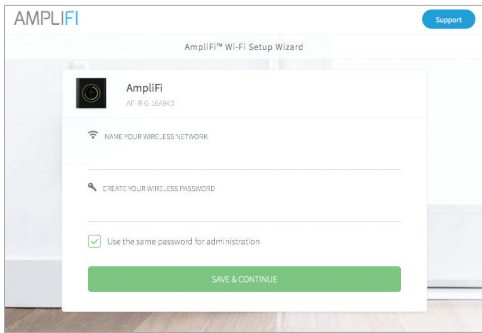 AMPLIFI
Support
AmpliFi™ Wi-Fi Setup Wizard
AmpliFi
NAME YOUR WIRELESS NETWORK
CREATE YOUR WIRELESS PASSWORD
Use the same password for administration
SAVE & CONTINUE